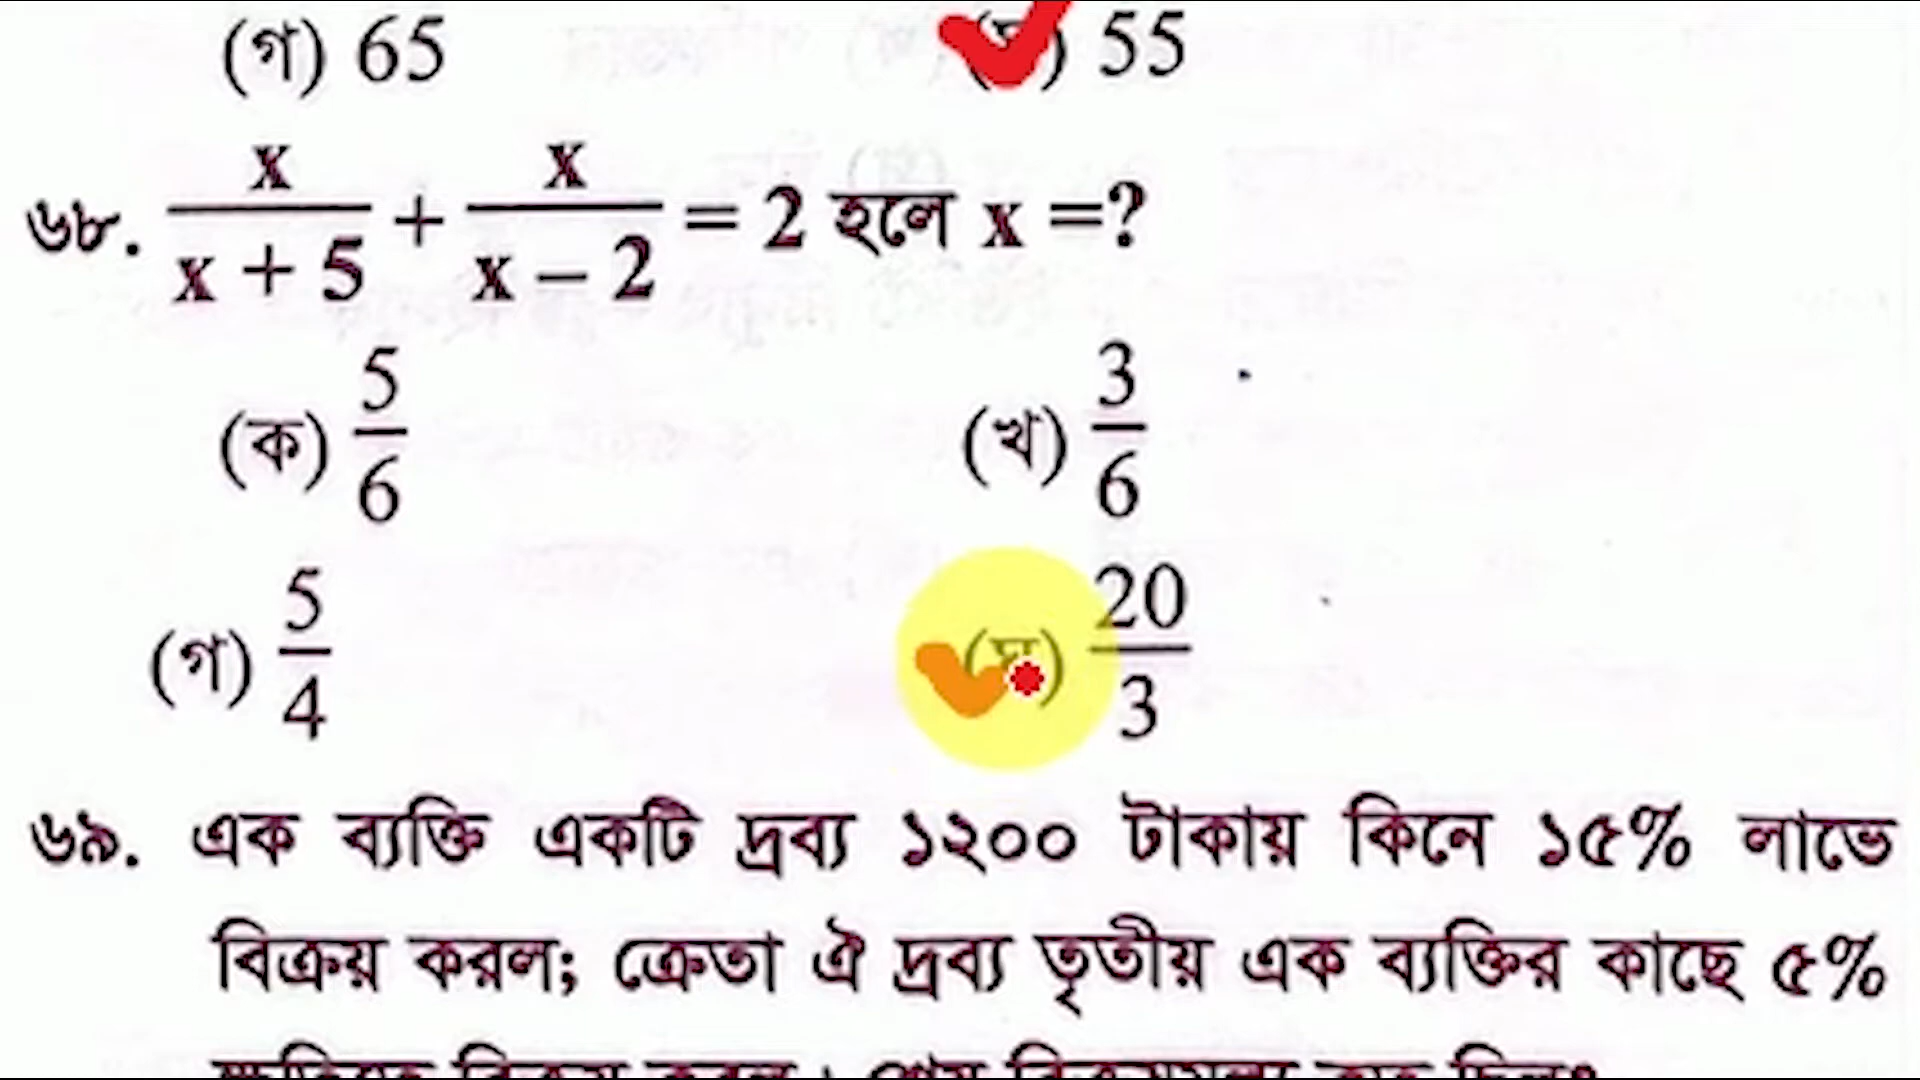 (গ) 65 (ঘ) 55
৬৮. x/(x + 5) + x/(x − 2) = 2 হলে x =?
(ক) 5/6 (খ) 3/6
(গ) 5/4 (ঘ) 20/3
৬৯. এক ব্যক্তি একটি দ্রব্য ১২০০ টাকায় কিনে ১৫% লাভে
বিক্রয় করল; ক্রেতা ঐ দ্রব্য তৃতীয় এক ব্যক্তির কাছে ৫%